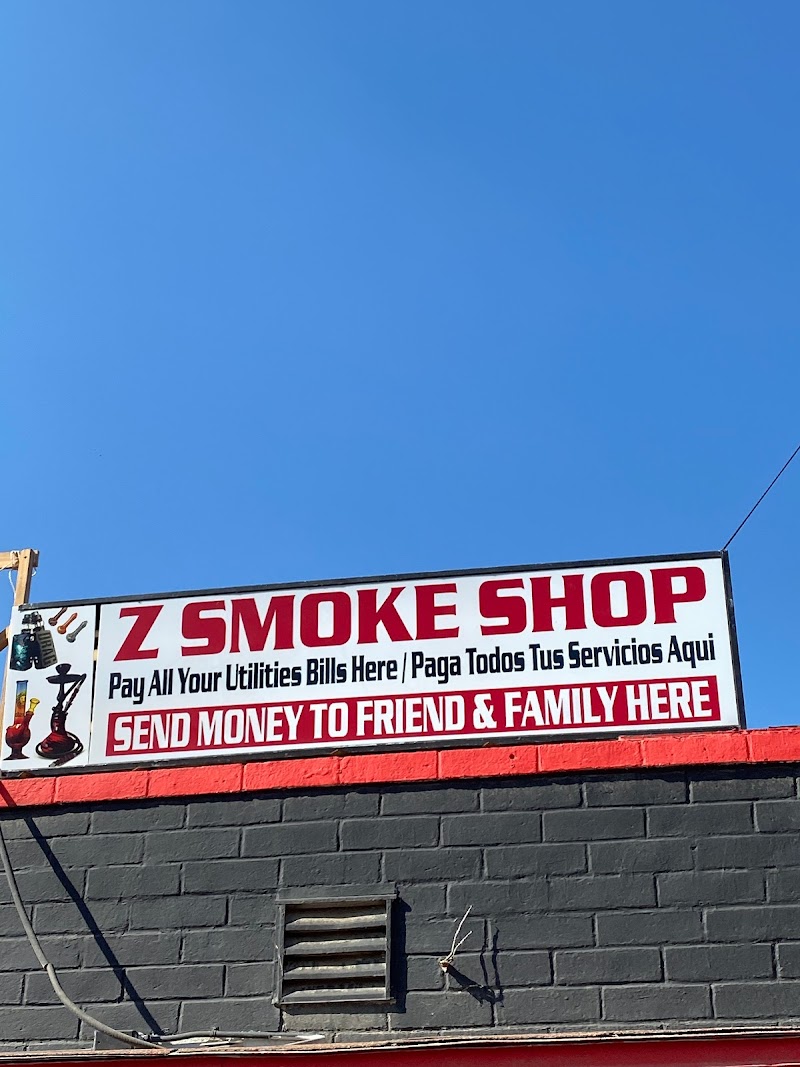 Z SMOKE SHOP
Pay All Your Utilities Bills Here / Paga Todos Tus Servicios Aqui
SEND MONEY TO FRIEND & FAMILY HERE